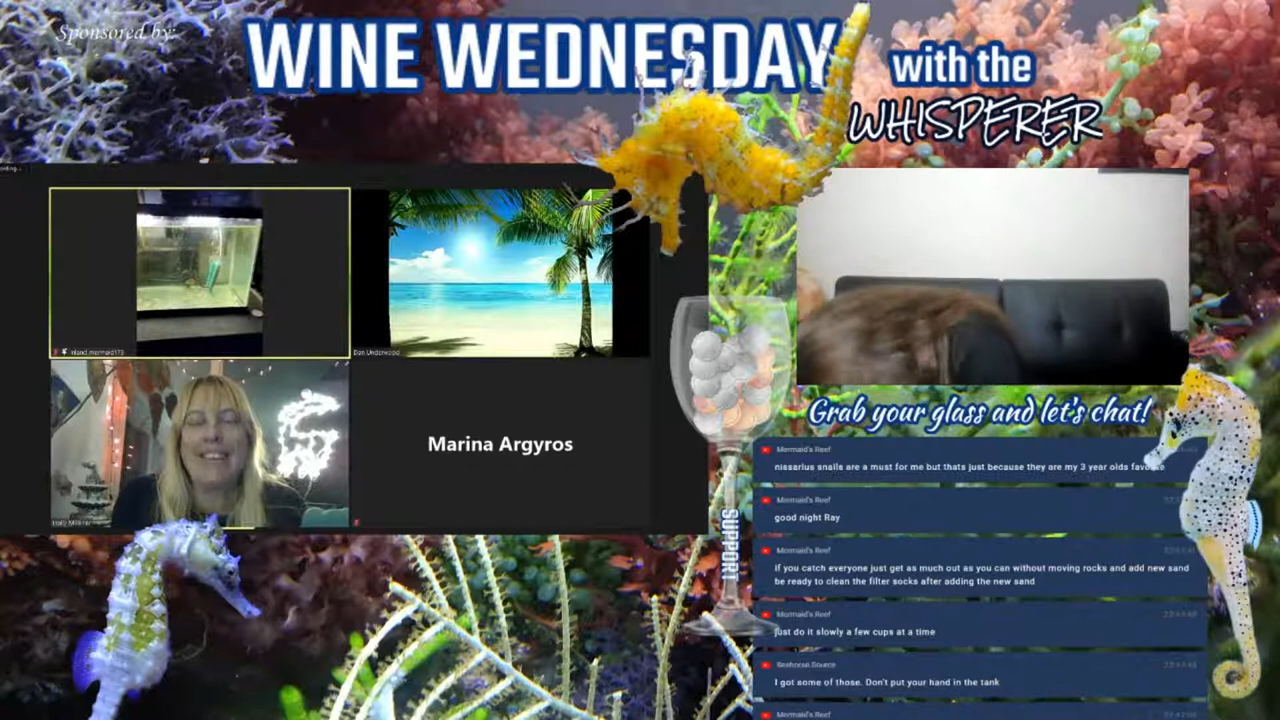 Sponsored by:
WINE WEDNESDAY
with the
WHISPERER
inland.mermaid173
Dan Underwood
Marina Argyros
Grab your glass and let's chat!
SUPPORT
Mermaid's Reef
nissarius snails are a must for me but thats just because they are my 3 year olds favorite
Mermaid's Reef
good night Ray
Mermaid's Reef
if you catch everyone just get as much out as you can without moving rocks and add new sand
be ready to clean the filter socks after adding the new sand
Mermaid's Reef
just do it slowly a few cups at a time
Seahorse Source
I got some of those. Don't put your hand in the tank
Mermaid's Reef